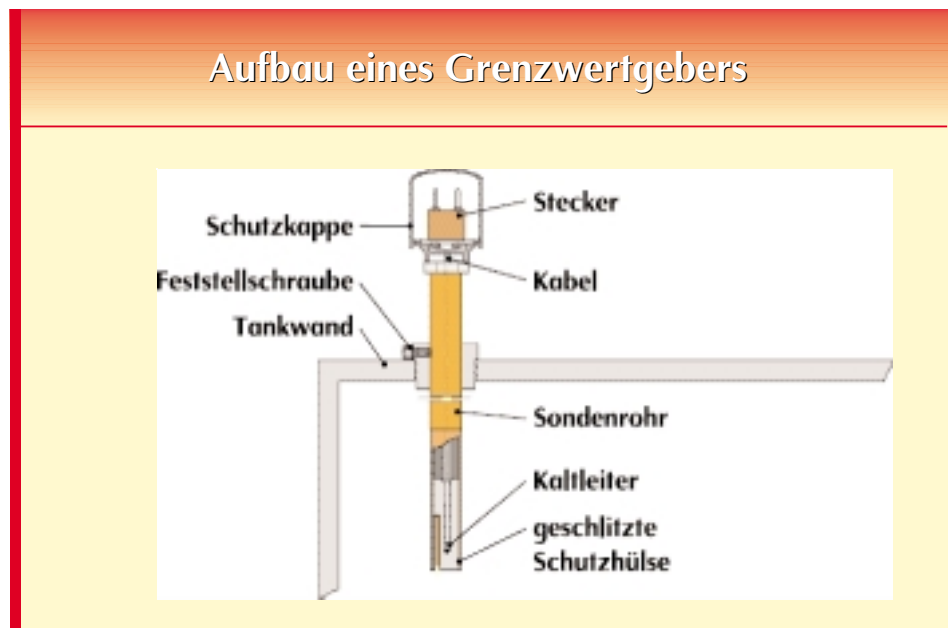 Aufbau eines Grenzwertgebers
Stecker
Schutzkappe
Kabel
Feststellschraube
Tankwand
Sondenrohr
Kaltleiter
geschlitzte
Schutzhülse